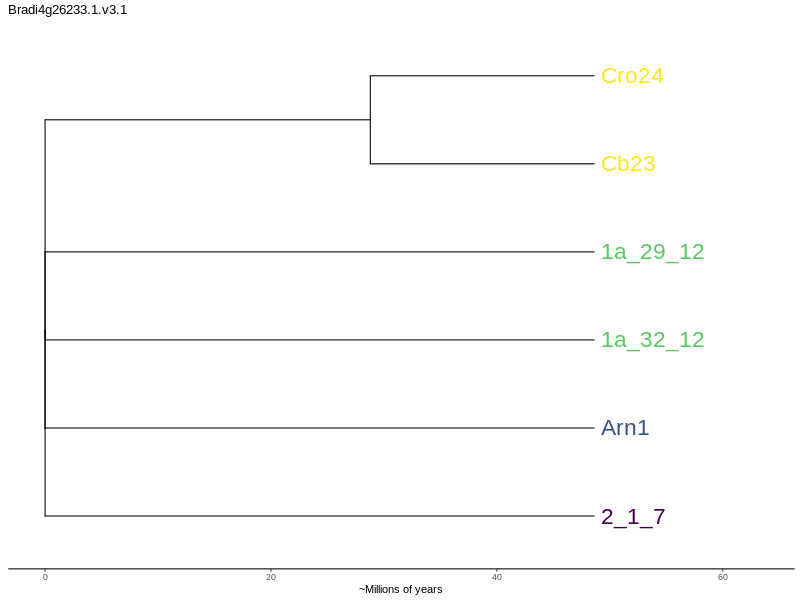 Bradi4g26233.1.v3.1
Cro24
Cb23
1a_29_12
1a_32_12
Arn1
2_1_7
0 20 40 60
~Millions of years